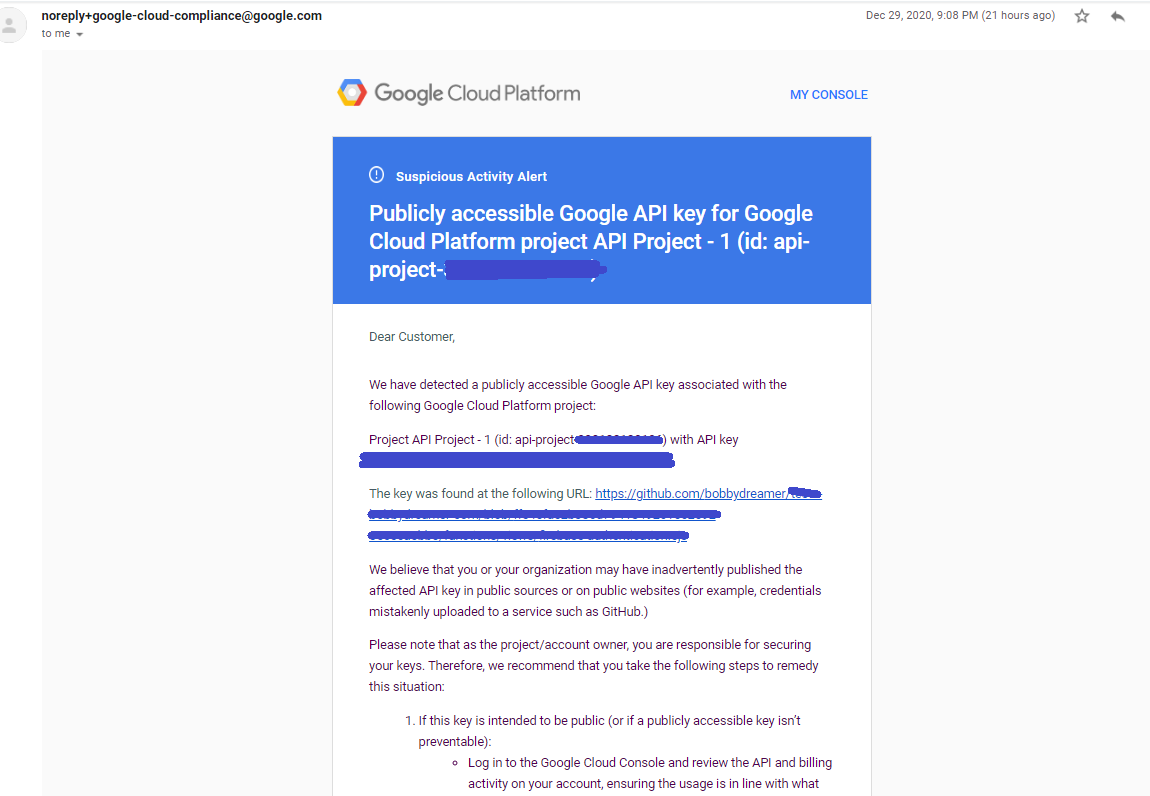 noreply+google-cloud-compliance@google.com
Dec 29, 2020, 9:08 PM (21 hours ago)
to me
Google Cloud Platform
MY CONSOLE
Suspicious Activity Alert
Publicly accessible Google API key for Google
Cloud Platform project API Project - 1 (id: api-
project-
Dear Customer,
We have detected a publicly accessible Google API key associated with the
following Google Cloud Platform project:
Project API Project - 1 (id: api-project-) with API key
The key was found at the following URL: https://github.com/bobbydreamer/
We believe that you or your organization may have inadvertently published the
affected API key in public sources or on public websites (for example, credentials
mistakenly uploaded to a service such as GitHub.)
Please note that as the project/account owner, you are responsible for securing
your keys. Therefore, we recommend that you take the following steps to remedy
this situation:
1. If this key is intended to be public (or if a publicly accessible key isn't
preventable):
Log in to the Google Cloud Console and review the API and billing
activity on your account, ensuring the usage is in line with what